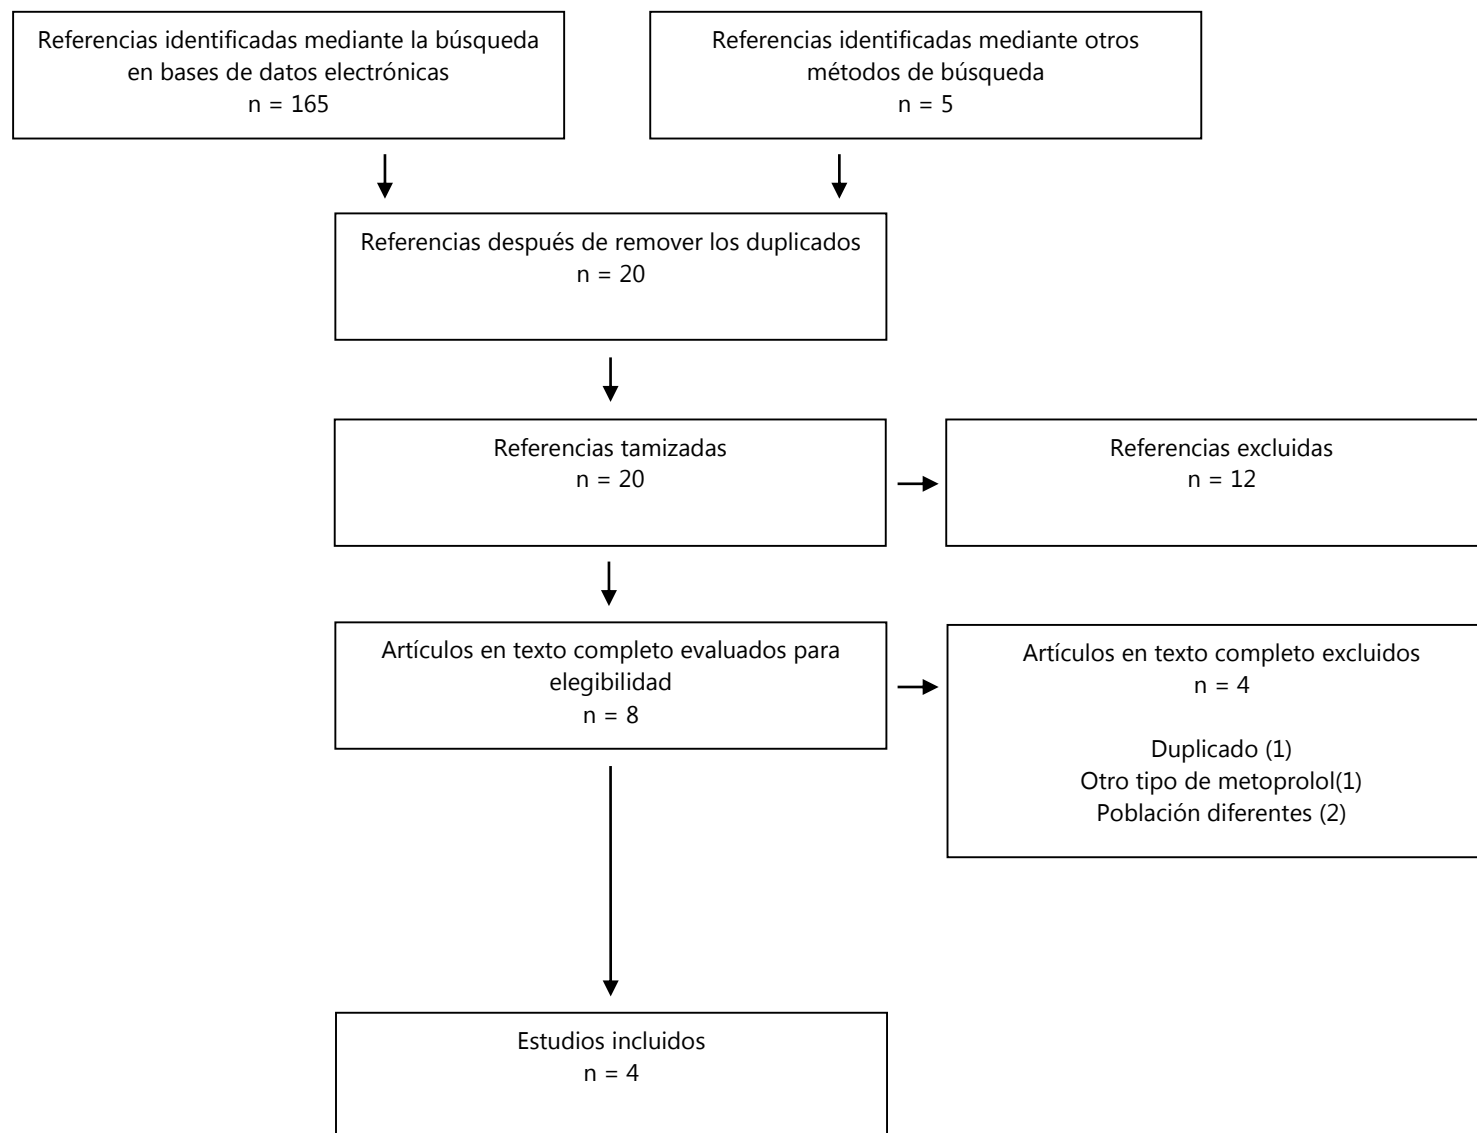 Referencias identificadas mediante la búsqueda
en bases de datos electrónicas
n = 165
Referencias identificadas mediante otros
métodos de búsqueda
n = 5
Referencias después de remover los duplicados
n = 20
Referencias tamizadas
n = 20
Referencias excluidas
n = 12
Artículos en texto completo evaluados para
elegibilidad
n = 8
Artículos en texto completo excluidos
n = 4
Duplicado (1)
Otro tipo de metoprolol(1)
Población diferentes (2)
Estudios incluidos
n = 4